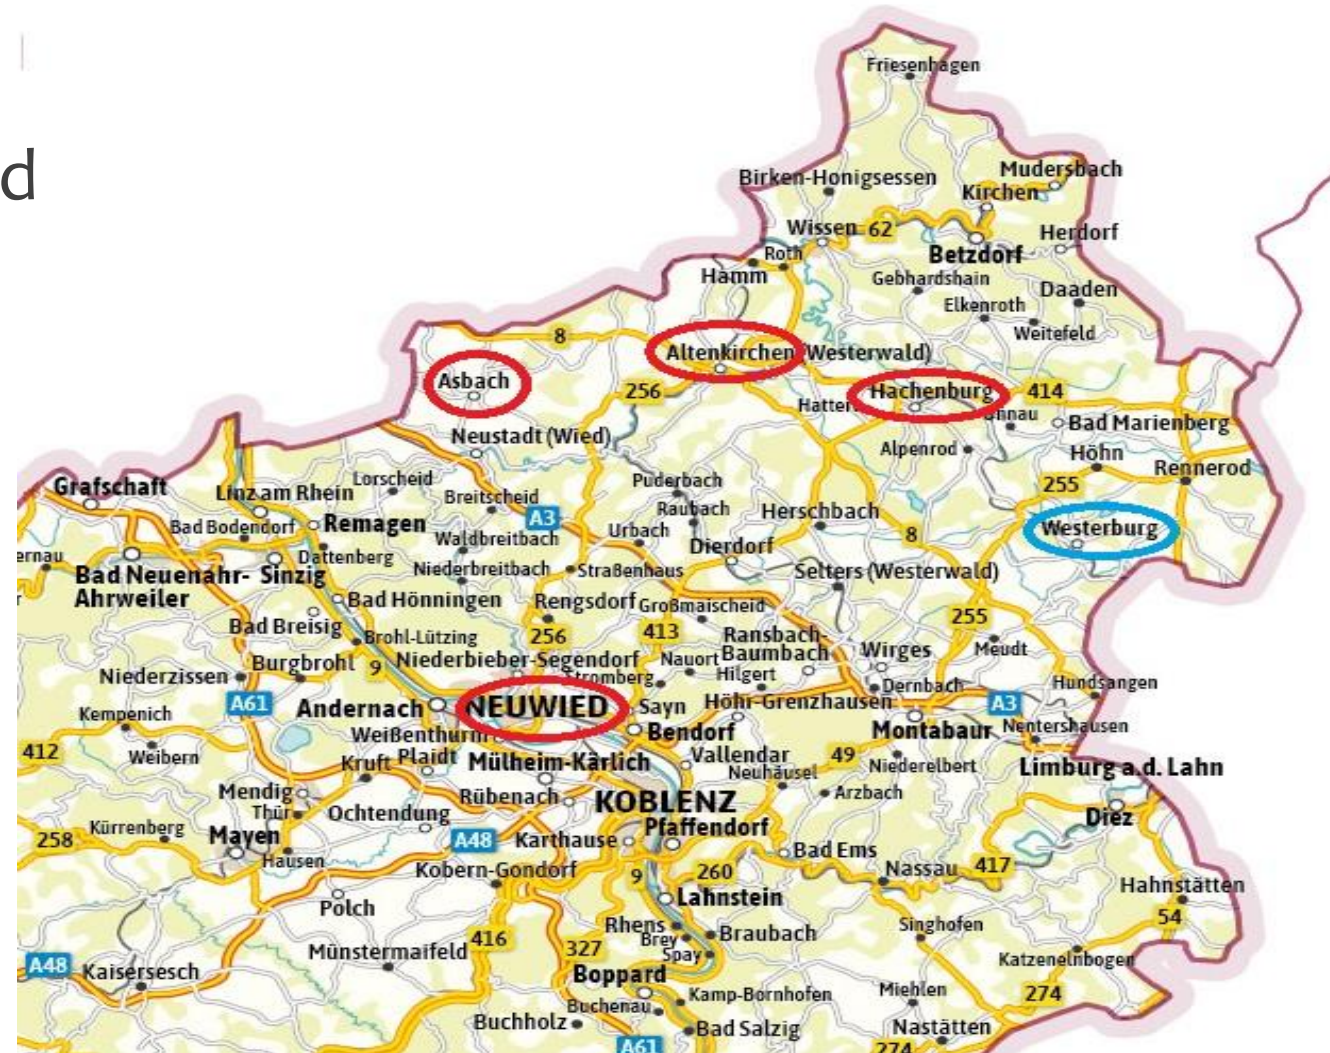 d
Friesenhagen
Mudersbach
Birken-Honigsessen
Kirchen
Wissen 62
Herdorf
Betzdorf
Roth
Hamm
Gebhardshain
Daaden
Elkenroth
Weitefeld
8
Altenkirchen (Westerwald)
Asbach
256
Hachenburg
414
Hatter
nnau
Bad Marienberg
Neustadt (Wied)
Alpenrod
Höhn
Rennerod
Lorscheid
Puderbach
255
Grafschaft
Linz am Rhein
Breitscheid
Raubach
Herschbach
Bad Bodendorf
Remagen
A3
Urbach
Westerburg
Waldbreitbach
8
Dierdorf
ernau
Dattenberg
Niederbreitbach
Straßenhaus
Selters (Westerwald)
Bad Neuenahr-
Ahrweiler
Sinzig
r
Bad Hönningen
Rengsdorf
Großmaischeid
255
Bad Breisig
Brohl-Lützing
256
413
Ransbach-
Baumbach
Wirges
Meudt
Burgbrohl
9
Niederbieber-Segendorf
Nauort
Niederzissen
Stromberg
Hilgert
Dernbach
Hundsangen
A61
Andernach
NEUWIED
Sayn
Höhr-Grenzhausen
A3
Kempenich
Weißenthurm
Bendorf
Montabaur
Nentershausen
412
Weibern
Kruft
Plaidt
Mülheim-Kärlich
Vallendar
49
Neuhäusel
Niederelbert
Limburg a.d. Lahn
Mendig
Rübenach
KOBLENZ
Arzbach
Thür
Ochtendung
Diez
258
Kürrenberg
Mayen
A48
Karthause
Pfaffendorf
Hausen
Bad Ems
Kobern-Gondorf
9
260
Nassau
417
Hahnstätten
Polch
Lahnstein
54
Rhens
Singhofen
Münstermaifeld
416
327
Brey
Braubach
Spay
Katzenelnbogen
A48
Kaisersesch
Boppard
Kamp-Bornhofen
Miehlen
274
Buchenau
Buchholz
Bad Salzig
Nastätten
A61
274